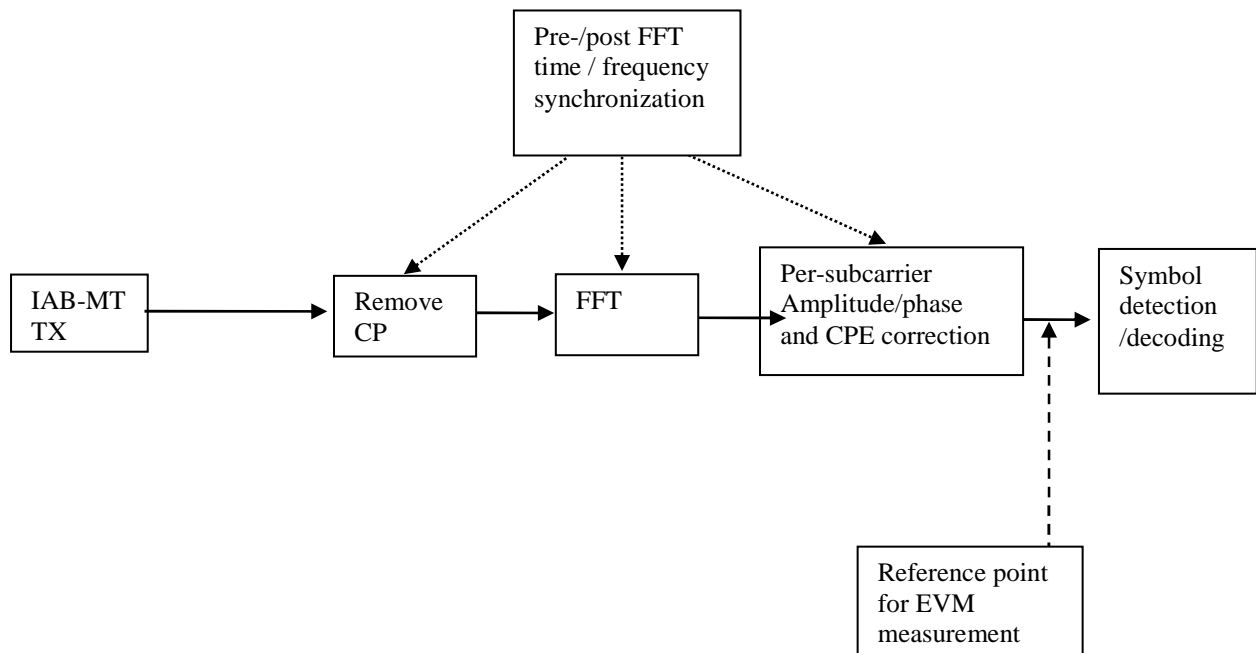 Pre-/post FFT
time / frequency
synchronization
IAB-MT
TX
Remove
CP
FFT
Per-subcarrier
Amplitude/phase
and CPE correction
Symbol
detection
/decoding
Reference point
for EVM
measurement